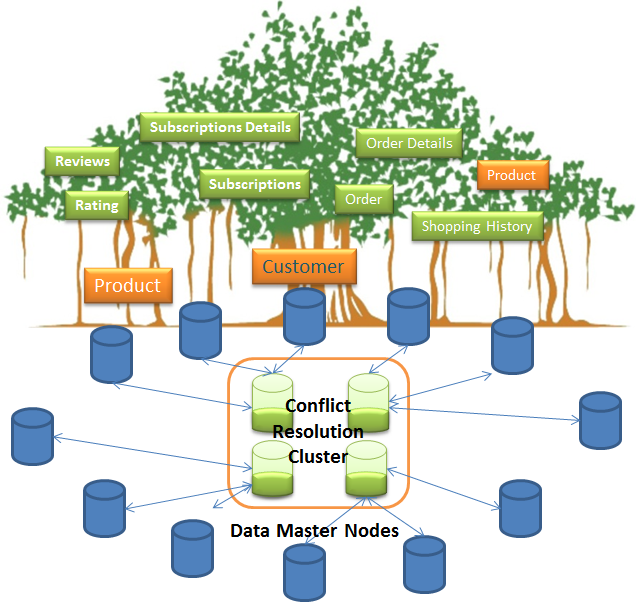 Subscriptions Details
Order Details
Reviews
Product
Subscriptions
Rating
Order
Shopping History
Customer
Product
Conflict
Resolution
Cluster
Data Master Nodes